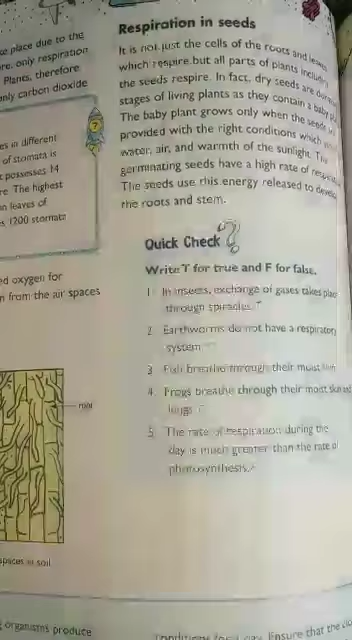 ke place due to the
re, only respiration
Plants, therefore
only carbon dioxide
es in different
of stomata is
t possesses 14
re. The highest
n leaves of
s 1200 stomata
ed oxygen for
n from the air spaces
root
spaces in soil
organisms produce
Respiration in seeds
It is not just the cells of the roots and leaves
which respire but all parts of plants including
the seeds respire. In fact, dry seeds are
stages of living plants as they contain a baby
The baby plant grows only when the seeds
provided with the right conditions which
water, air, and warmth of the sunlight. The
germinating seeds have a high rate of
The seeds use this energy released to develop
the roots and stem.
Quick Check
Write T for true and F for false.
1 In insects, exchange of gases takes place
through spiracles. T
2 Earthworms do not have a respiratory
system
3 Fish breathe through their moist skin
4 Frogs breathe through their moist skin and
lungs
5 The rate of respiration during the
day is much greater than the rate of
photosynthesis.
Ensure that the